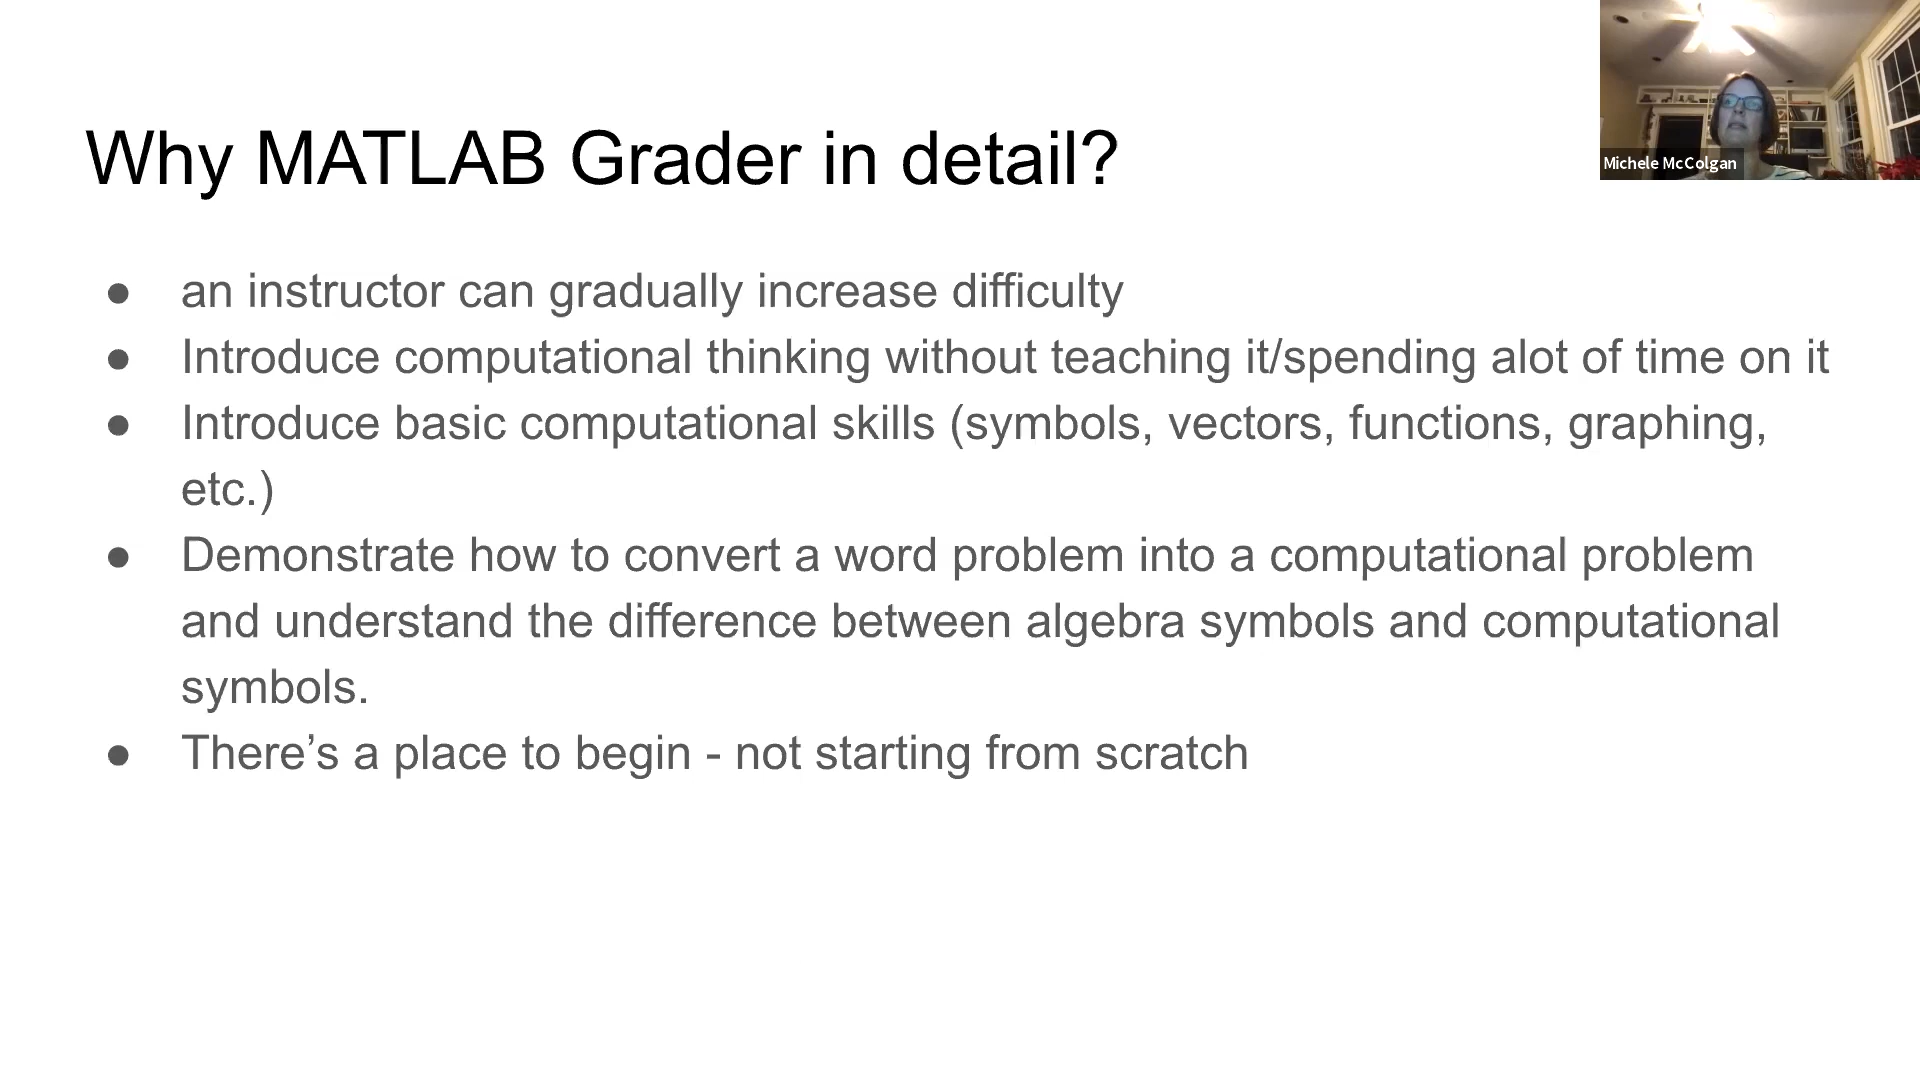 Why MATLAB Grader in detail?
Michele McColgan
● an instructor can gradually increase difficulty
● Introduce computational thinking without teaching it/spending alot of time on it
● Introduce basic computational skills (symbols, vectors, functions, graphing,
etc.)
● Demonstrate how to convert a word problem into a computational problem
and understand the difference between algebra symbols and computational
symbols.
● There’s a place to begin - not starting from scratch